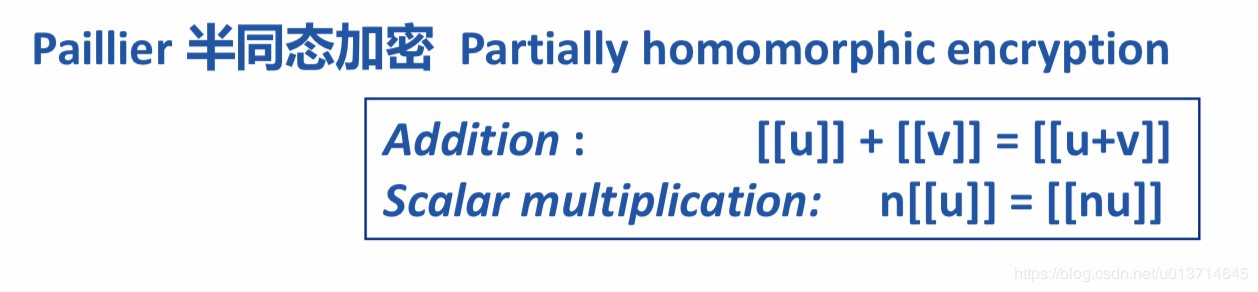 Paillier 半同态加密 Partially homomorphic encryption
Addition : [[u]] + [[v]] = [[u+v]]
Scalar multiplication: n[[u]] = [[nu]]
https://blog.csdn.net/u013714645